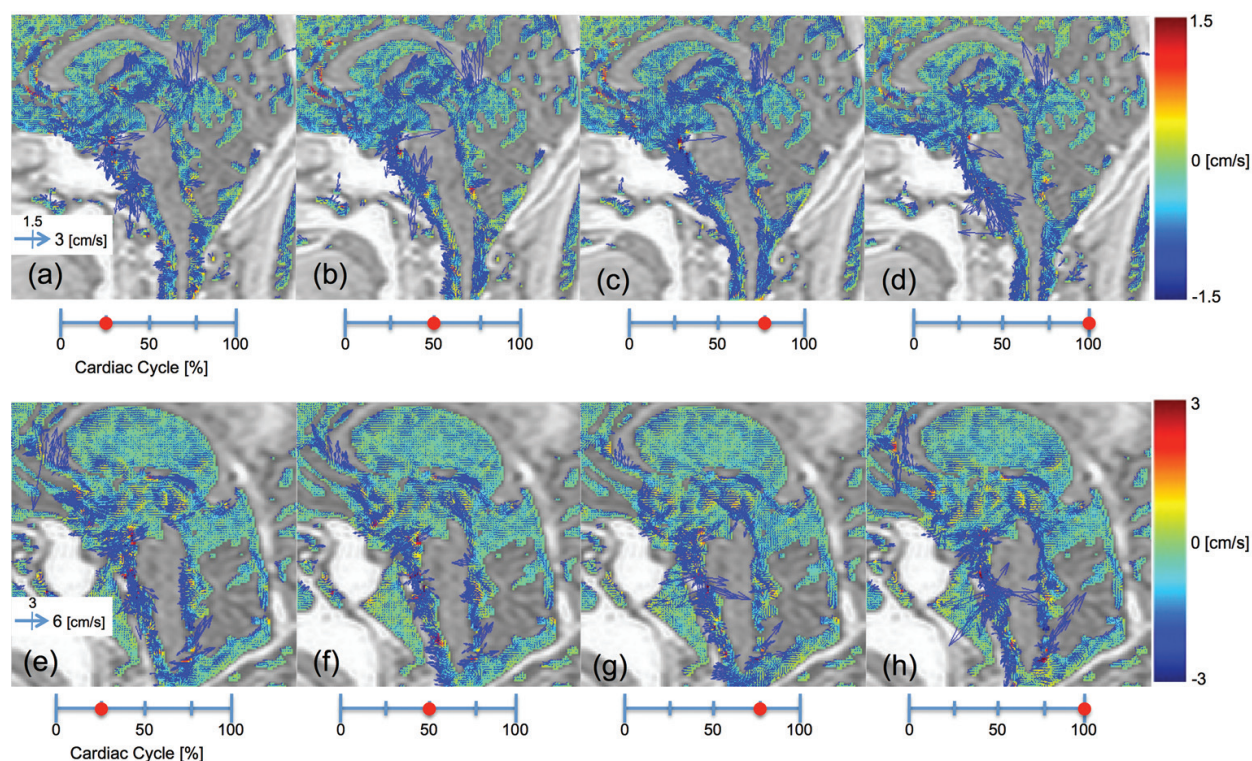 1.5
0 [cm/s]
-1.5
1.5
3 [cm/s]
(a) (b) (c) (d)
0 50 100 0 50 100 0 50 100 0 50 100
Cardiac Cycle [%]
3
0 [cm/s]
-3
3
6 [cm/s]
(e) (f) (g) (h)
0 50 100 0 50 100 0 50 100 0 50 100
Cardiac Cycle [%]